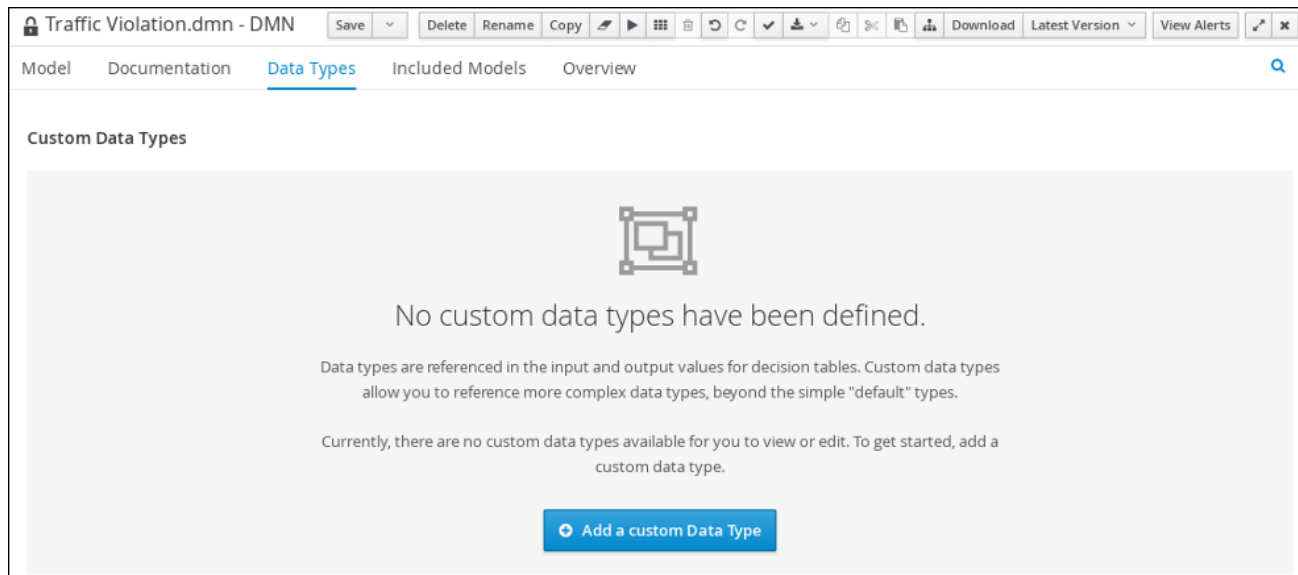 Traffic Violation.dmn - DMN Save Delete Rename Copy Download Latest Version View Alerts
Model Documentation Data Types Included Models Overview
Custom Data Types
No custom data types have been defined.
Data types are referenced in the input and output values for decision tables. Custom data types
allow you to reference more complex data types, beyond the simple "default" types.
Currently, there are no custom data types available for you to view or edit. To get started, add a
custom data type.
Add a custom Data Type